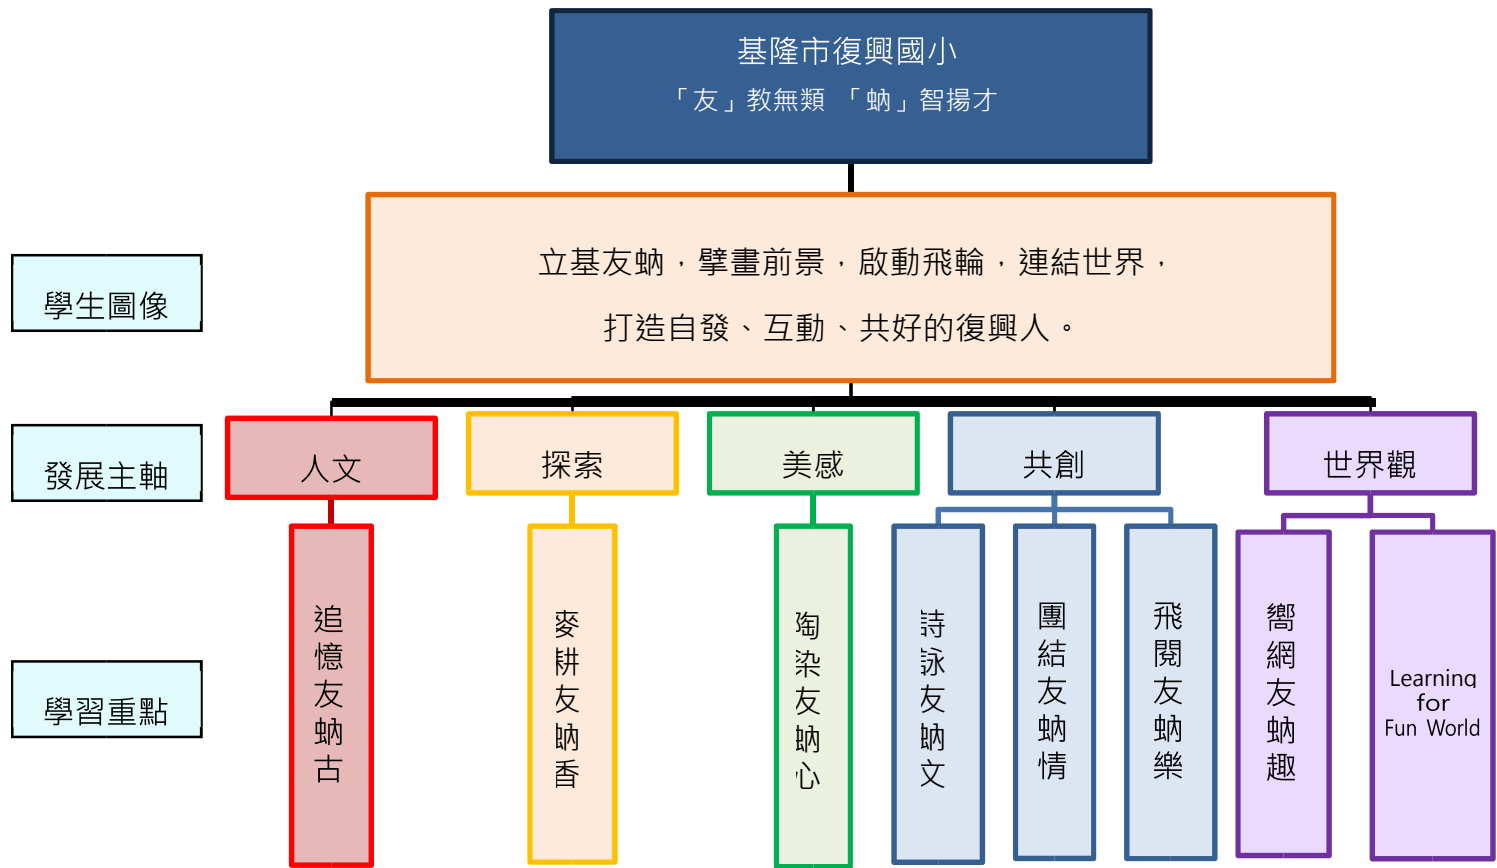 基隆市復興國小
「友」教無類 「蚋」智揚才
學生圖像
立基友蚋，擘畫前景，啟動飛輪，連結世界，
打造自發、互動、共好的復興人。
發展主軸
人文
探索
美感
共創
世界觀
學習重點
追憶友蚋古
麥耕友蚋香
陶染友蚋心
詩詠友蚋文
團結友蚋情
飛閱友蚋樂
嚮網友蚋趣
Learning
for
Fun World